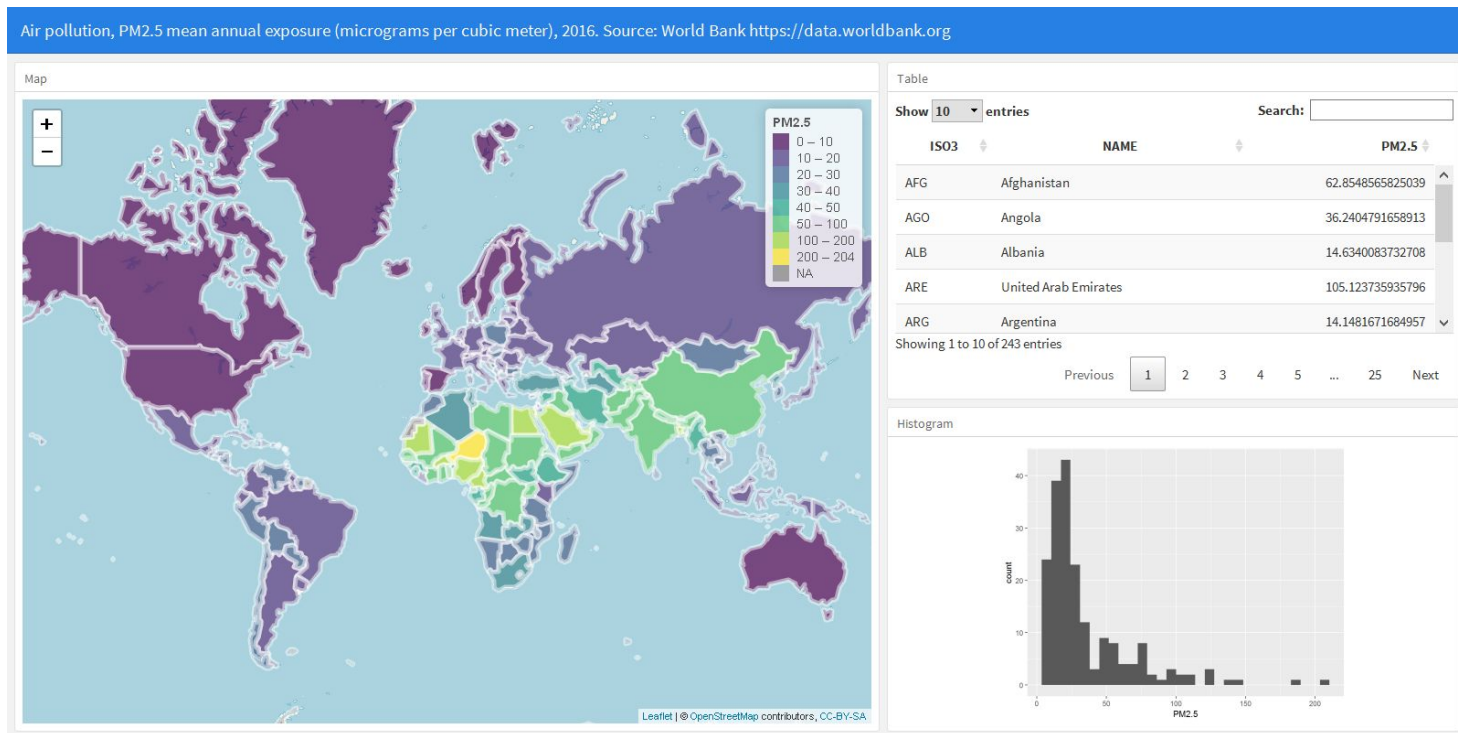 Air pollution, PM2.5 mean annual exposure (micrograms per cubic meter), 2016. Source: World Bank https://data.worldbank.org
Map
+
−
PM2.5
0 – 10
10 – 20
20 – 30
30 – 40
40 – 50
50 – 100
100 – 200
200 – 204
NA
Leaflet | © OpenStreetMap contributors, CC-BY-SA
Table
Show 10 entries Search:
ISO3 NAME PM2.5
AFG Afghanistan 62.8548565825039
AGO Angola 36.2404791658913
ALB Albania 14.6340083732708
ARE United Arab Emirates 105.123735935796
ARG Argentina 14.1481671684957
Showing 1 to 10 of 243 entries
Previous 1 2 3 4 5 ... 25 Next
Histogram
40
30
20
10
0
count
0 50 100 150 200
PM2.5